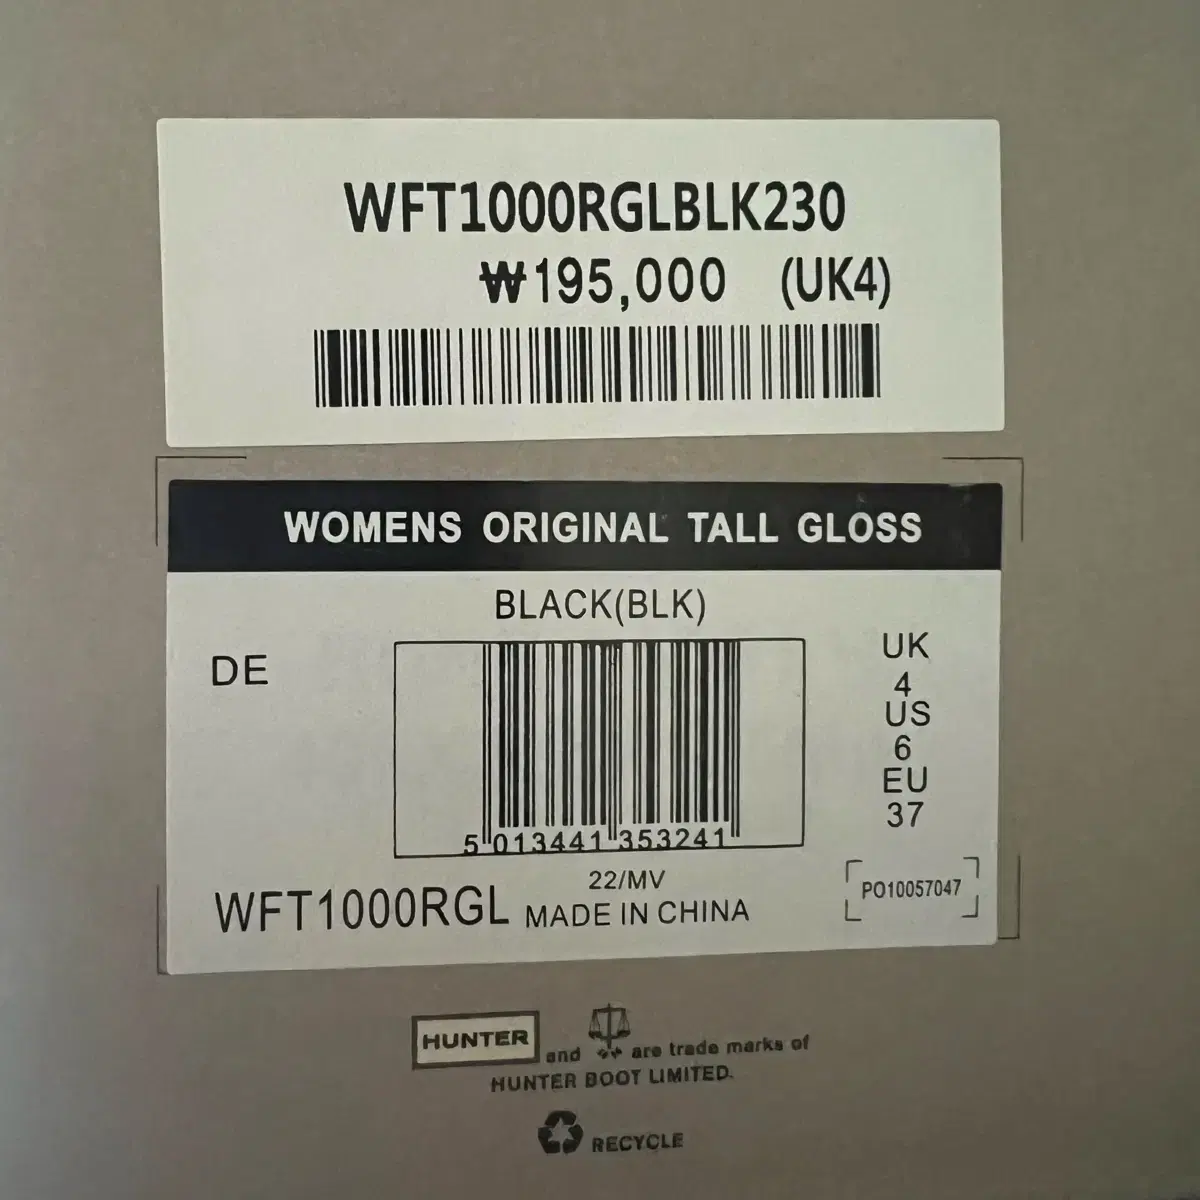 WFT1000RGLBLK230
₩195,000 (UK4)
WOMENS ORIGINAL TALL GLOSS
BLACK(BLK)
DE
UK
4
US
6
EU
37
5 013441 353241
22/MV
WFT1000RGL MADE IN CHINA
PO10057047
HUNTER and are trade marks of
HUNTER BOOT LIMITED.
RECYCLE